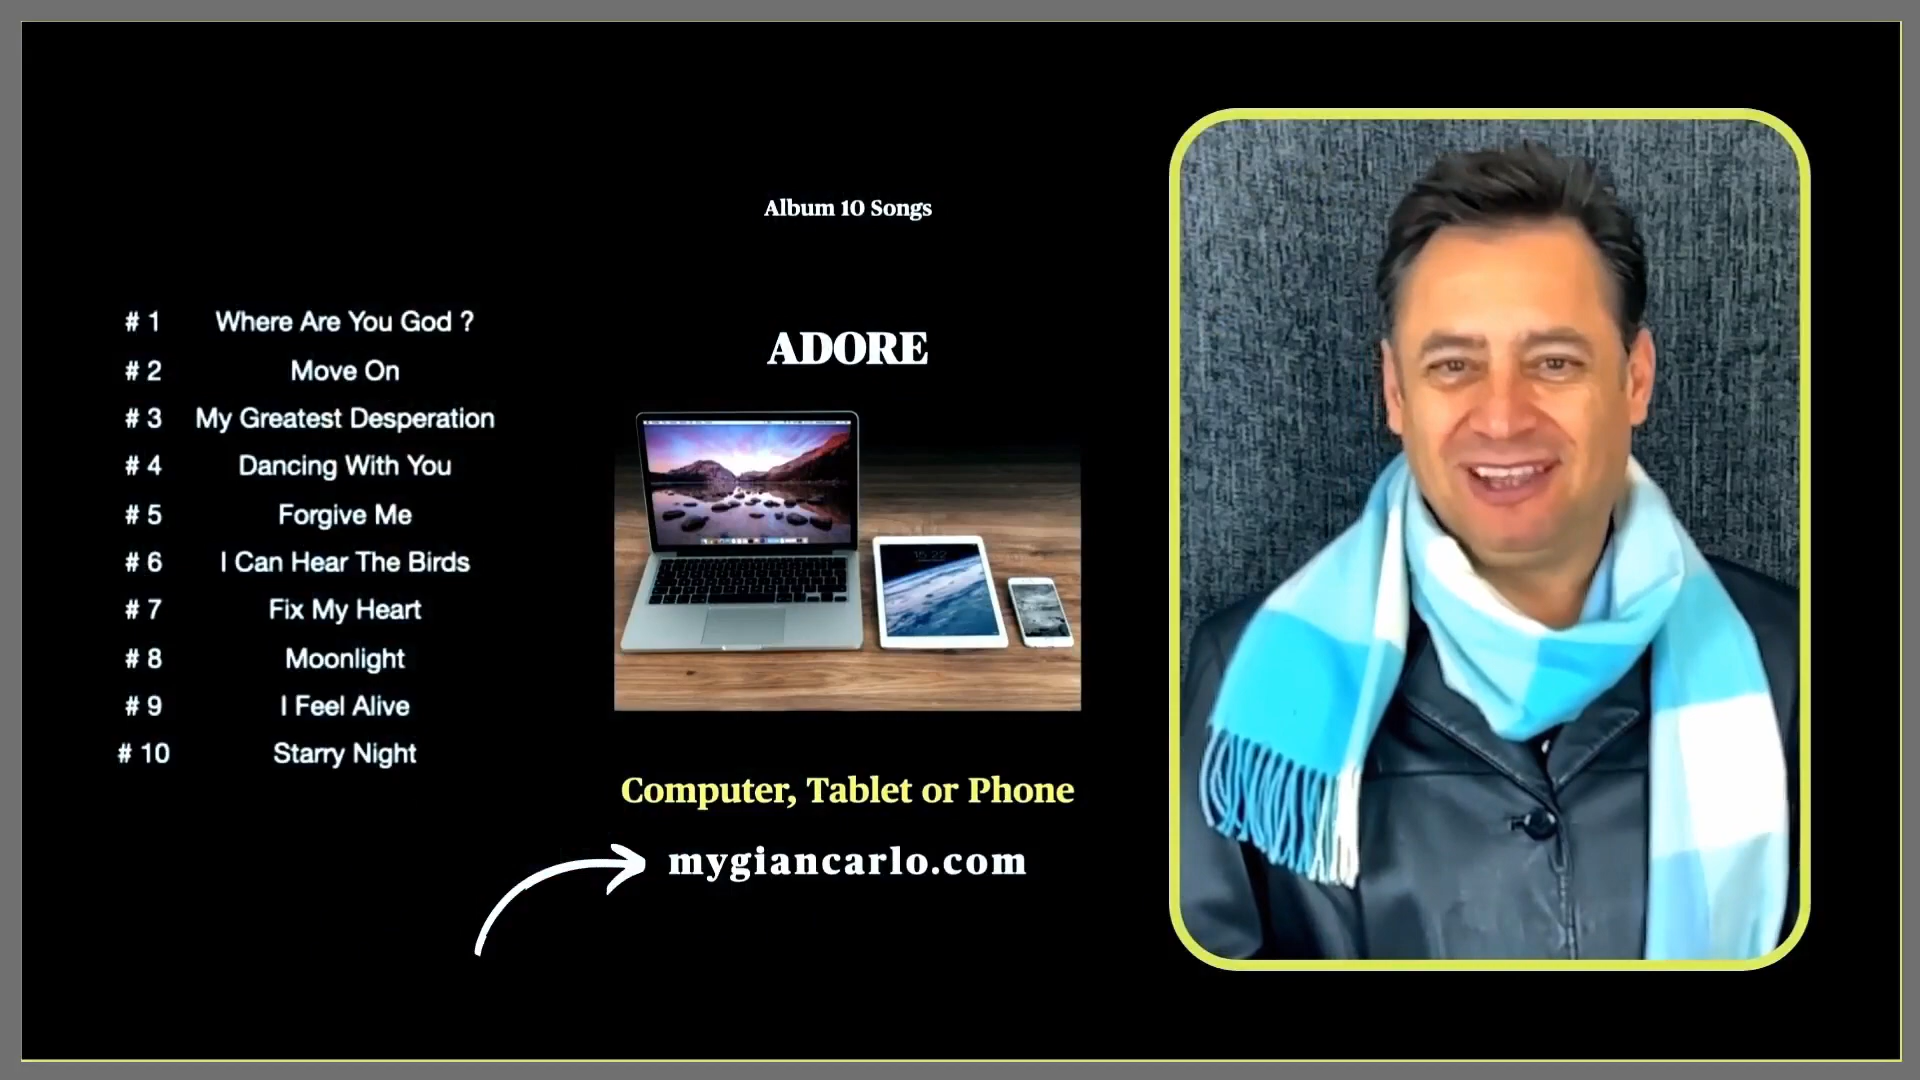 Album 10 Songs
# 1 Where Are You God ?
# 2 Move On
# 3 My Greatest Desperation
# 4 Dancing With You
# 5 Forgive Me
# 6 I Can Hear The Birds
# 7 Fix My Heart
# 8 Moonlight
# 9 I Feel Alive
# 10 Starry Night
ADORE
15:22
Computer, Tablet or Phone
mygiancarlo.com